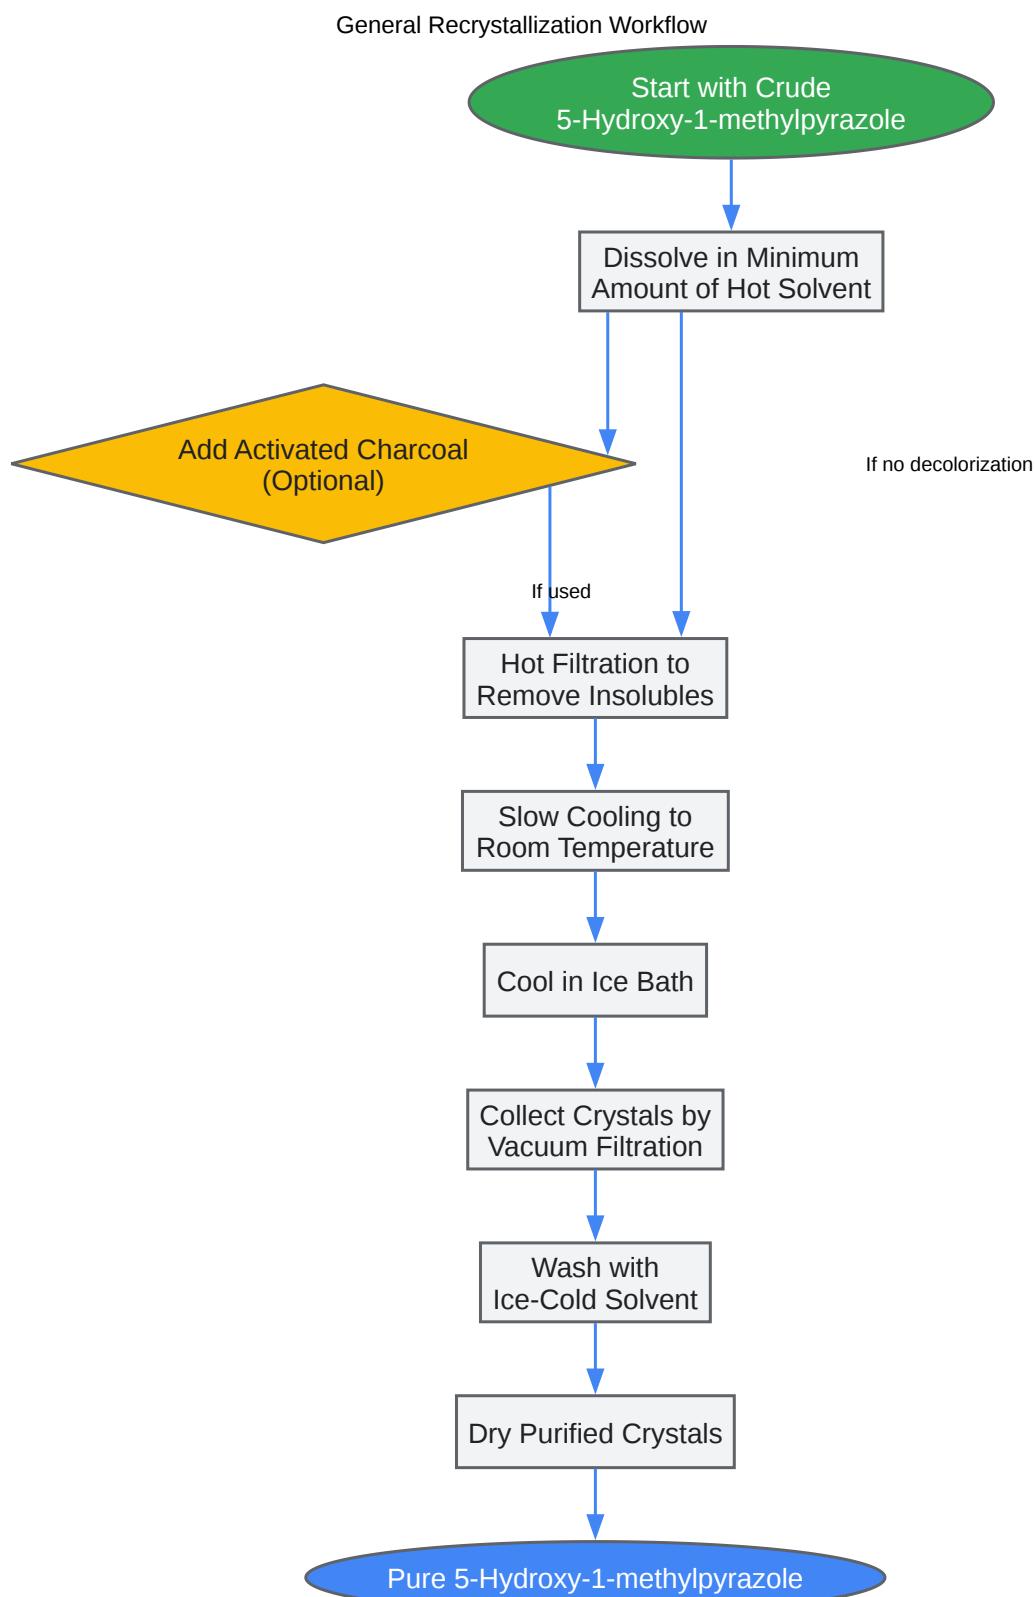 General Recrystallization Workflow
Start with Crude
5-Hydroxy-1-methylpyrazole
Dissolve in Minimum
Amount of Hot Solvent
Add Activated Charcoal
(Optional)
If no decolorization
If used
Hot Filtration to
Remove Insolubles
Slow Cooling to
Room Temperature
Cool in Ice Bath
Collect Crystals by
Vacuum Filtration
Wash with
Ice-Cold Solvent
Dry Purified Crystals
Pure 5-Hydroxy-1-methylpyrazole